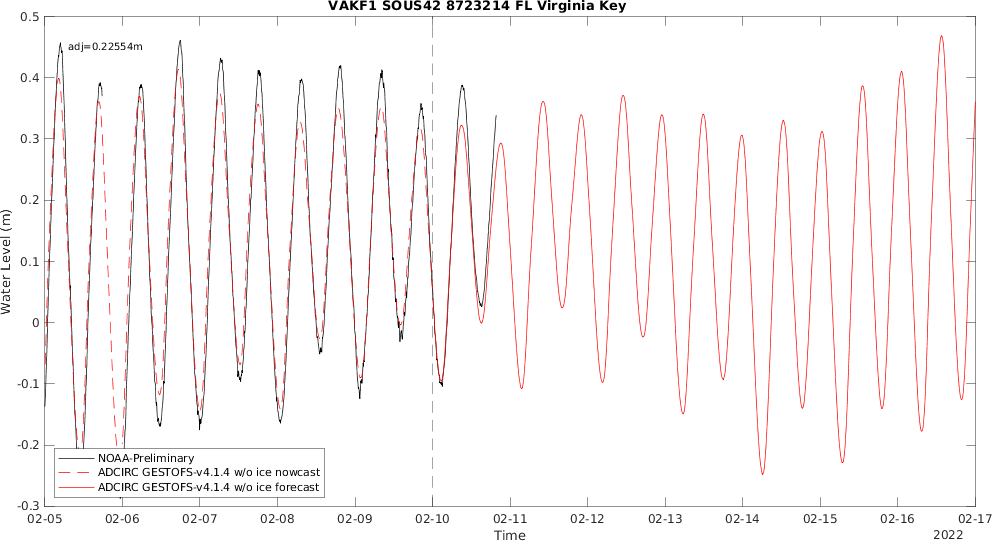 VAKF1 SOUS42 8723214 FL Virginia Key
adj=0.22554m
0.5
0.4
0.3
0.2
0.1
0
-0.1
-0.2
-0.3
Water Level (m)
NOAA-Preliminary
ADCIRC GESTOFS-v4.1.4 w/o ice nowcast
ADCIRC GESTOFS-v4.1.4 w/o ice forecast
02-05 02-06 02-07 02-08 02-09 02-10 02-11 02-12 02-13 02-14 02-15 02-16 02-17
Time
2022